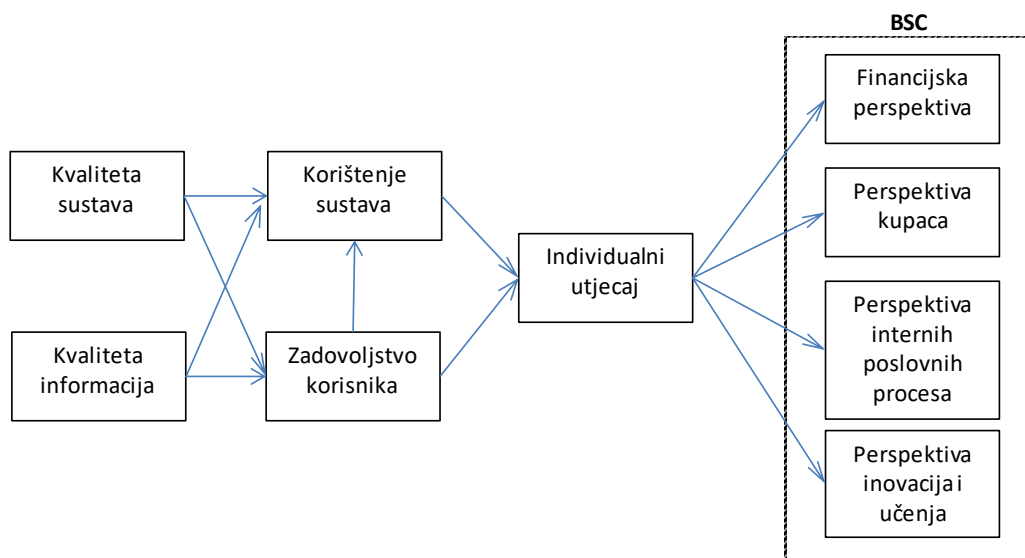 BSC
Kvaliteta
sustava
Kvaliteta
informacija
Korištenje
sustava
Zadovoljstvo
korisnika
Individualni
utjecaj
Financijska
perspektiva
Perspektiva
kupaca
Perspektiva
internih
poslovnih
procesa
Perspektiva
inovacija i
učenja